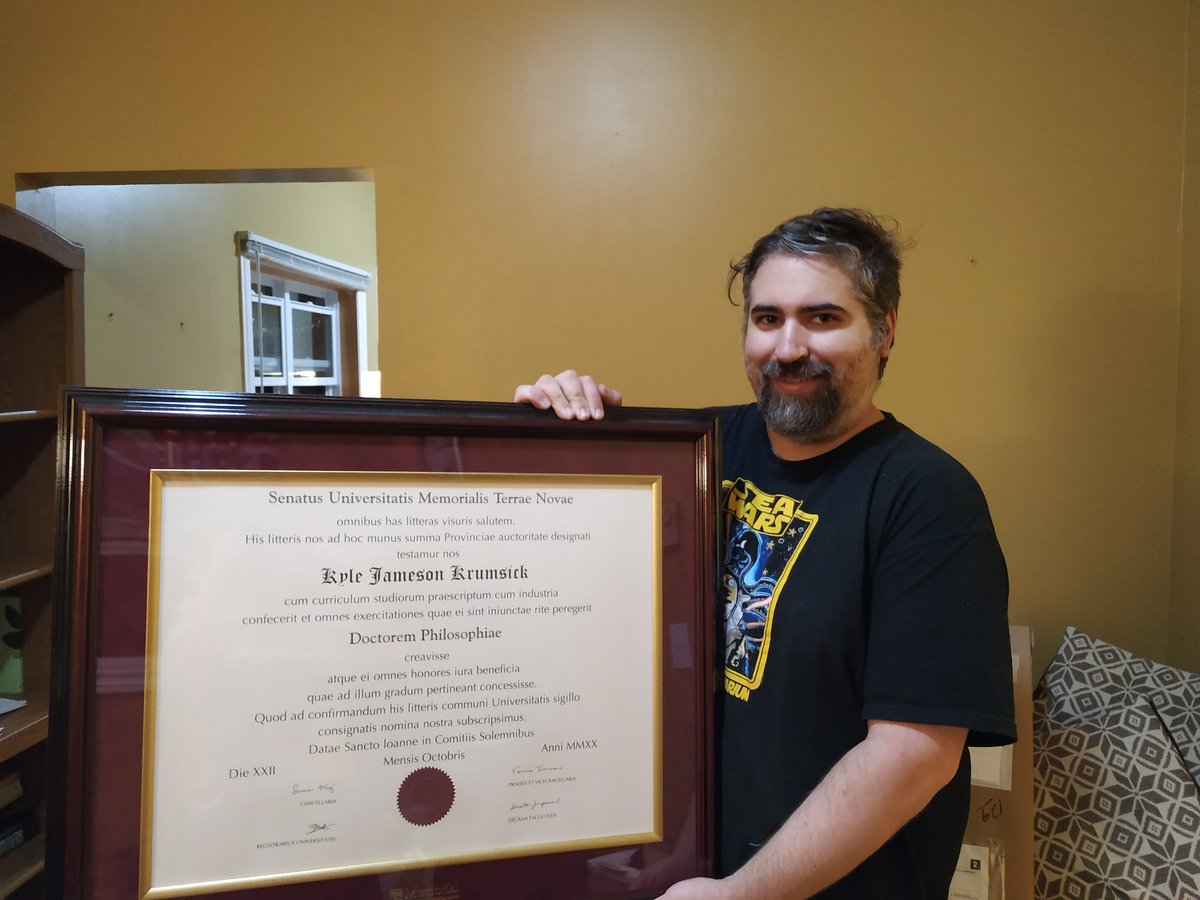 Senatus Universitatis Memorialis Terrae Novae
omnibus has litteras visuris salutem.
His litteris nos ad hoc munus summa Provinciae auctoritate designati
testamur nos
Kyle Jameson Krumsick
cum curriculum studiorum praescriptum cum industria
confecerit et omnes exercitationes quae ei sint iniunctae rite peregerit
Doctorem Philosophiae
creavisse
atque ei omnes honores iura beneficia
quae ad illum gradum pertineant concessisse.
Quod ad confirmandum his litteris communi Universitatis sigillo
consignatis nomina nostra subscripsimus.
Datae Sancto Ioanne in Comitiis Solemnibus
Die XXII Mensis Octobris Anni MMXX
CANCELLARIA
PRAESES ET VICECANCELLARIA
REGISTRARIUS UNIVERSITATIS
DECANA FACULTATIS
SEA
WARS
2